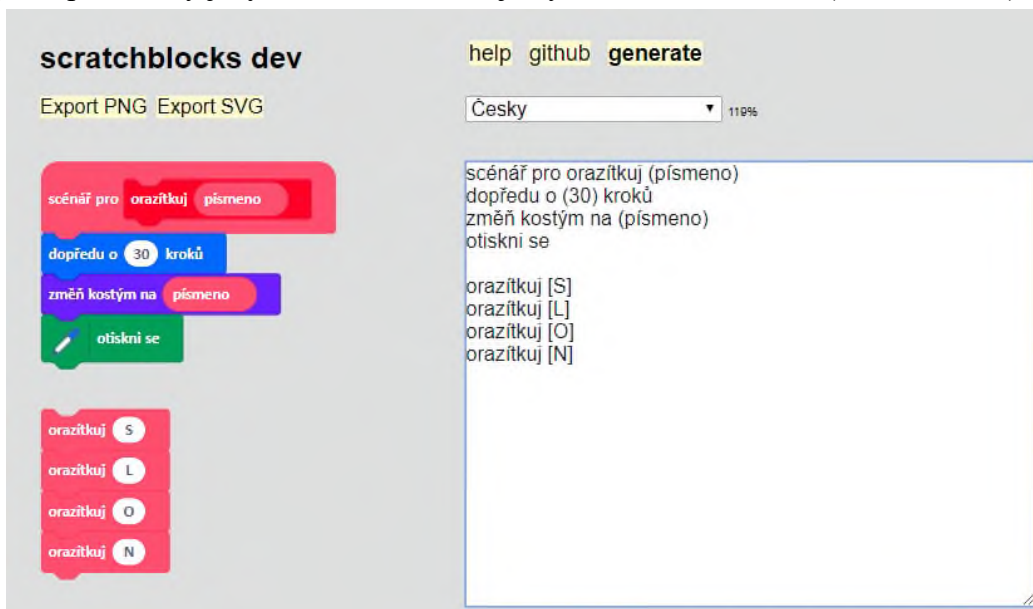 scratchblocks dev
help github generate
Export PNG Export SVG
Česky
119%
scénář pro orazítkuj písmeno
dopředu o 30 kroků
změň kostým na písmeno
otiskni se
orazítkuj S
orazítkuj L
orazítkuj O
orazítkuj N
scénář pro orazítkuj (písmeno)
dopředu o (30) kroků
změň kostým na (písmeno)
otiskni se
orazítkuj [S]
orazítkuj [L]
orazítkuj [O]
orazítkuj [N]